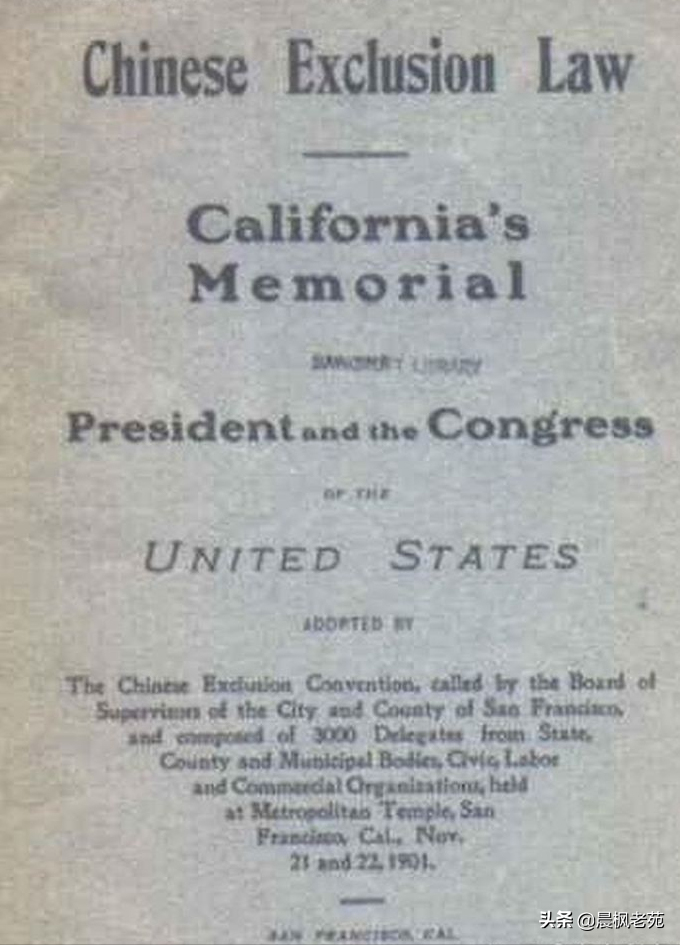 Chinese Exclusion Law
California's
Memorial
LIBRARY
President and the Congress
OF THE
UNITED STATES
ADOPTED BY
The Chinese Exclusion Convention, called by the Board of
Supervisors of the City and County of San Francisco,
and composed of 3000 Delegates from State,
County and Municipal Bodies, Civic, Labor
and Commercial Organizations, held
at Metropolitan Temple, San
Francisco, Cal., Nov.
21 and 22, 1901.
SAN FRANCISCO, CAL.
头条 @晨枫老苑